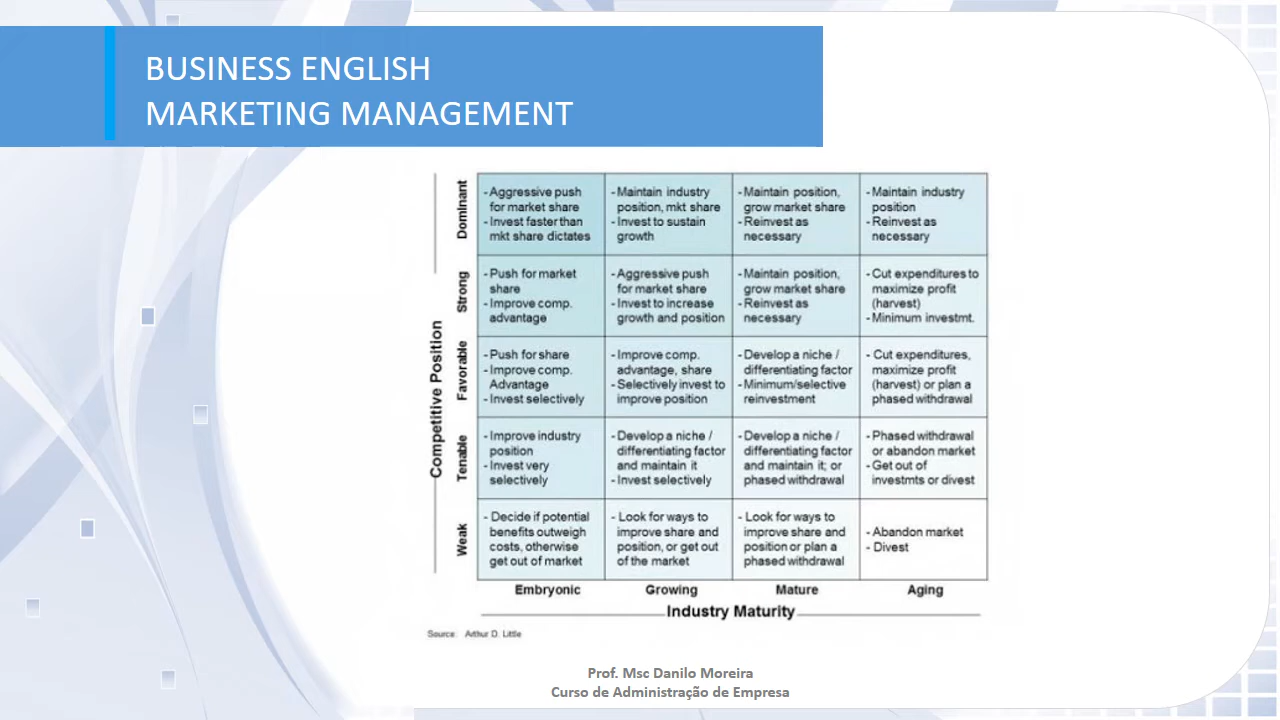 BUSINESS ENGLISH
MARKETING MANAGEMENT
Competitive Position
Dominant
- Aggressive push
for market share
- Invest faster than
mkt share dictates
- Maintain industry
position, mkt share
- Invest to sustain
growth
- Maintain position,
grow market share
- Reinvest as
necessary
- Maintain industry
position
- Reinvest as
necessary
Strong
- Push for market
share
- Improve comp.
advantage
- Aggressive push
for market share
- Invest to increase
growth and position
- Maintain position,
grow market share
- Reinvest as
necessary
- Cut expenditures to
maximize profit
(harvest)
- Minimum investmt.
Favorable
- Push for share
- Improve comp.
Advantage
- Invest selectively
- Improve comp.
advantage, share
- Selectively invest to
improve position
- Develop a niche /
differentiating factor
- Minimum/selective
reinvestment
- Cut expenditures,
maximize profit
(harvest) or plan a
phased withdrawal
Tenable
- Improve industry
position
- Invest very
selectively
- Develop a niche /
differentiating factor
and maintain it
- Invest selectively
- Develop a niche /
differentiating factor
and maintain it; or
phased withdrawal
- Phased withdrawal
or abandon market
- Get out of
investmts or divest
Weak
- Decide if potential
benefits outweigh
costs, otherwise
get out of market
- Look for ways to
improve share and
position, or get out
of the market
- Look for ways to
improve share and
position or plan a
phased withdrawal
- Abandon market
- Divest
Embryonic
Growing
Mature
Aging
Industry Maturity
Source: Arthur D. Little
Prof. Msc Danilo Moreira
Curso de Administração de Empresa